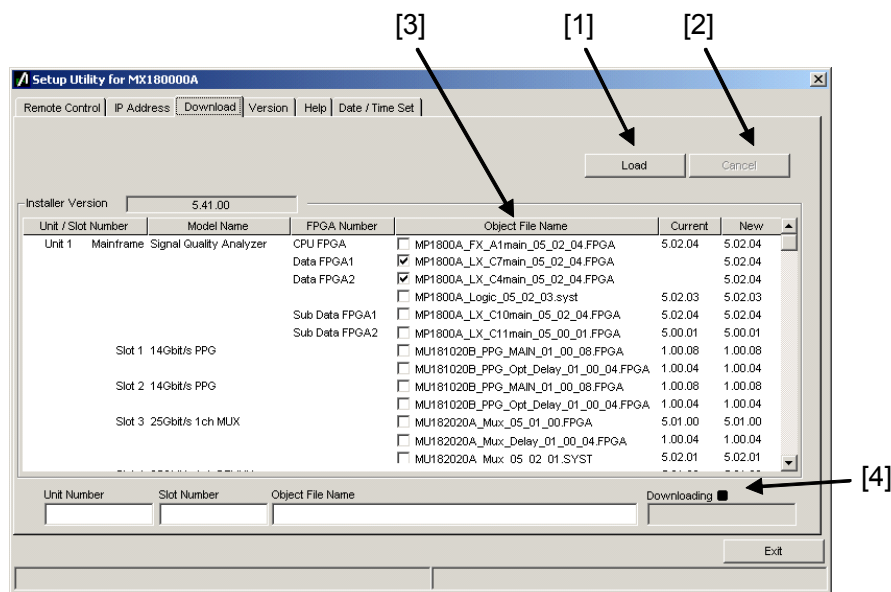 [3] [1] [2]
Setup Utility for MX180000A
Remote Control IP Address Download Version Help Date / Time Set
Load Cancel
Installer Version 5.41.00
Unit / Slot Number Model Name FPGA Number Object File Name Current New
Unit 1 Mainframe Signal Quality Analyzer CPU FPGA MP1800A_FX_A1main_05_02_04.FPGA 5.02.04 5.02.04
Data FPGA1 MP1800A_LX_C7main_05_02_04.FPGA 5.02.04
Data FPGA2 MP1800A_LX_C4main_05_02_04.FPGA 5.02.04
MP1800A_Logic_05_02_03.syst 5.02.03 5.02.03
Sub Data FPGA1 MP1800A_LX_C10main_05_02_04.FPGA 5.02.04 5.02.04
Sub Data FPGA2 MP1800A_LX_C11main_05_00_01.FPGA 5.00.01 5.00.01
Slot 1 14Gbit/s PPG MU181020B_PPG_MAIN_01_00_08.FPGA 1.00.08 1.00.08
MU181020B_PPG_Opt_Delay_01_00_04.FPGA 1.00.04 1.00.04
Slot 2 14Gbit/s PPG MU181020B_PPG_MAIN_01_00_08.FPGA 1.00.08 1.00.08
MU181020B_PPG_Opt_Delay_01_00_04.FPGA 1.00.04 1.00.04
Slot 3 25Gbit/s 1ch MUX MU182020A_Mux_05_01_00.FPGA 5.01.00 5.01.00
MU182020A_Mux_Delay_01_00_04.FPGA 1.00.04 1.00.04
MU182020A_Mux_05_02_01.SYST 5.02.01 5.02.01
[4]
Unit Number Slot Number Object File Name Downloading
Exit